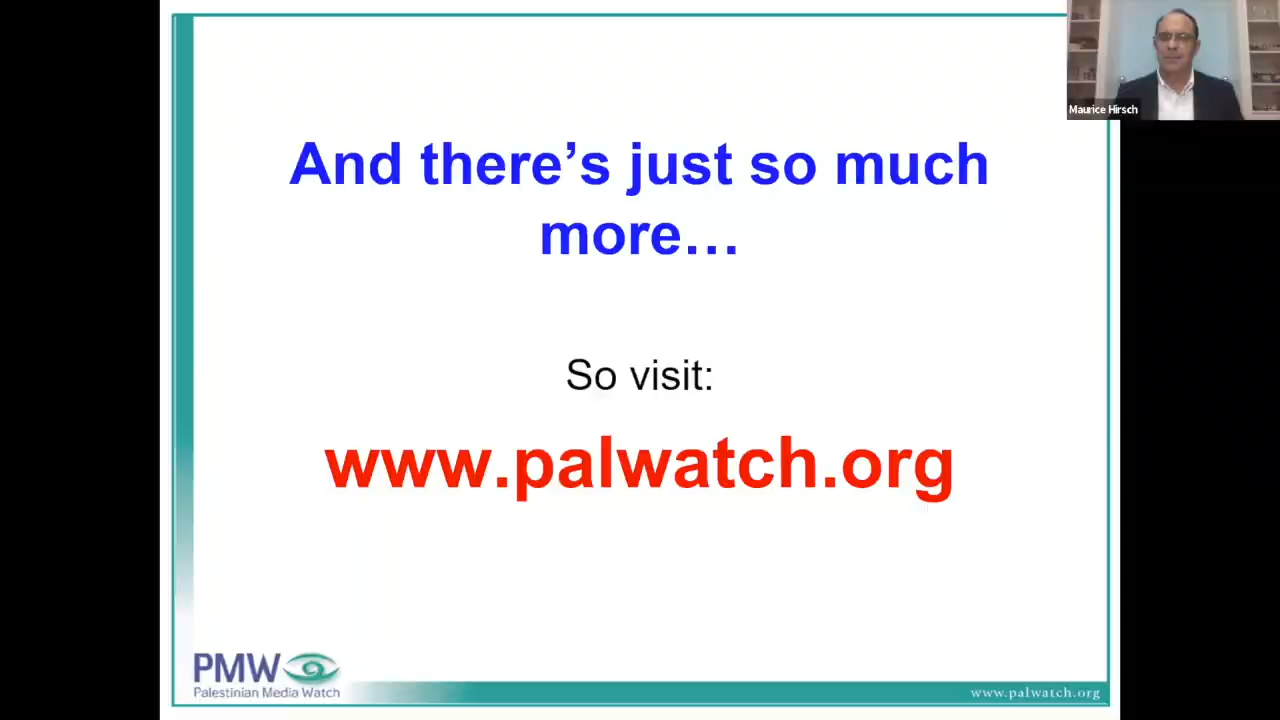 Maurice Hirsch
And there’s just so much
more…
So visit:
www.palwatch.org
PMW
Palestinian Media Watch
www.palwatch.org